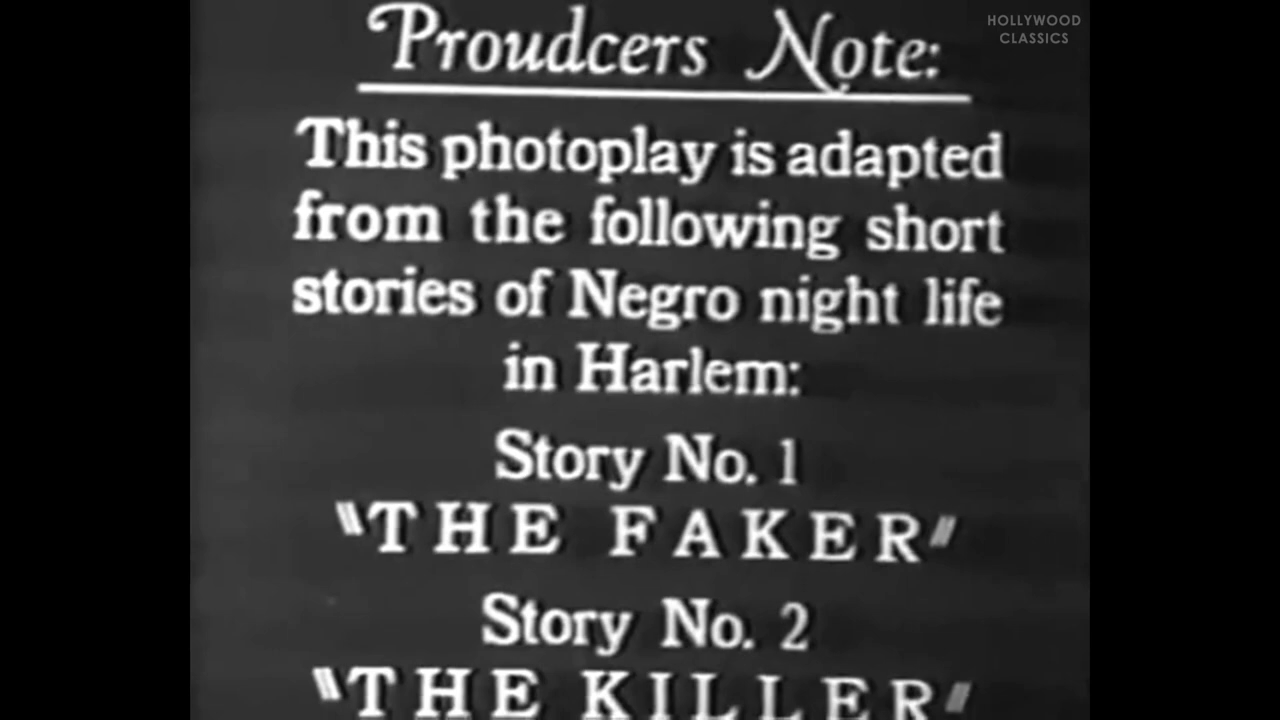 HOLLYWOOD
CLASSICS
Proudcers Note:
This photoplay is adapted
from the following short
stories of Negro night life
in Harlem:
Story No. 1
"THE FAKER"
Story No. 2
"THE KILLER"